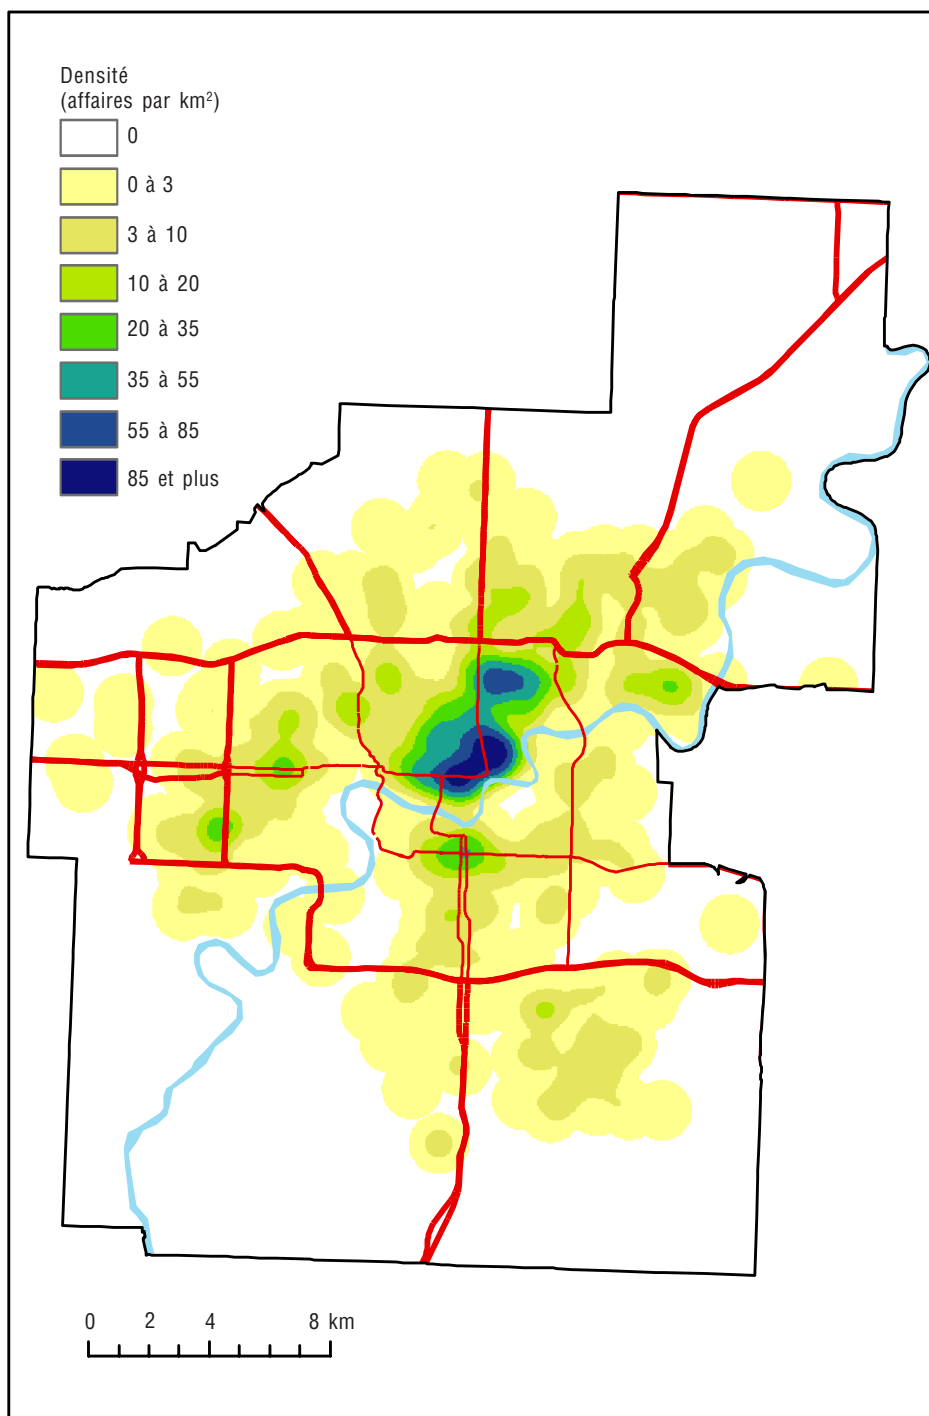 Densité
(affaires par km²)
0
0 à 3
3 à 10
10 à 20
20 à 35
35 à 55
55 à 85
85 et plus
0 2 4 8 km